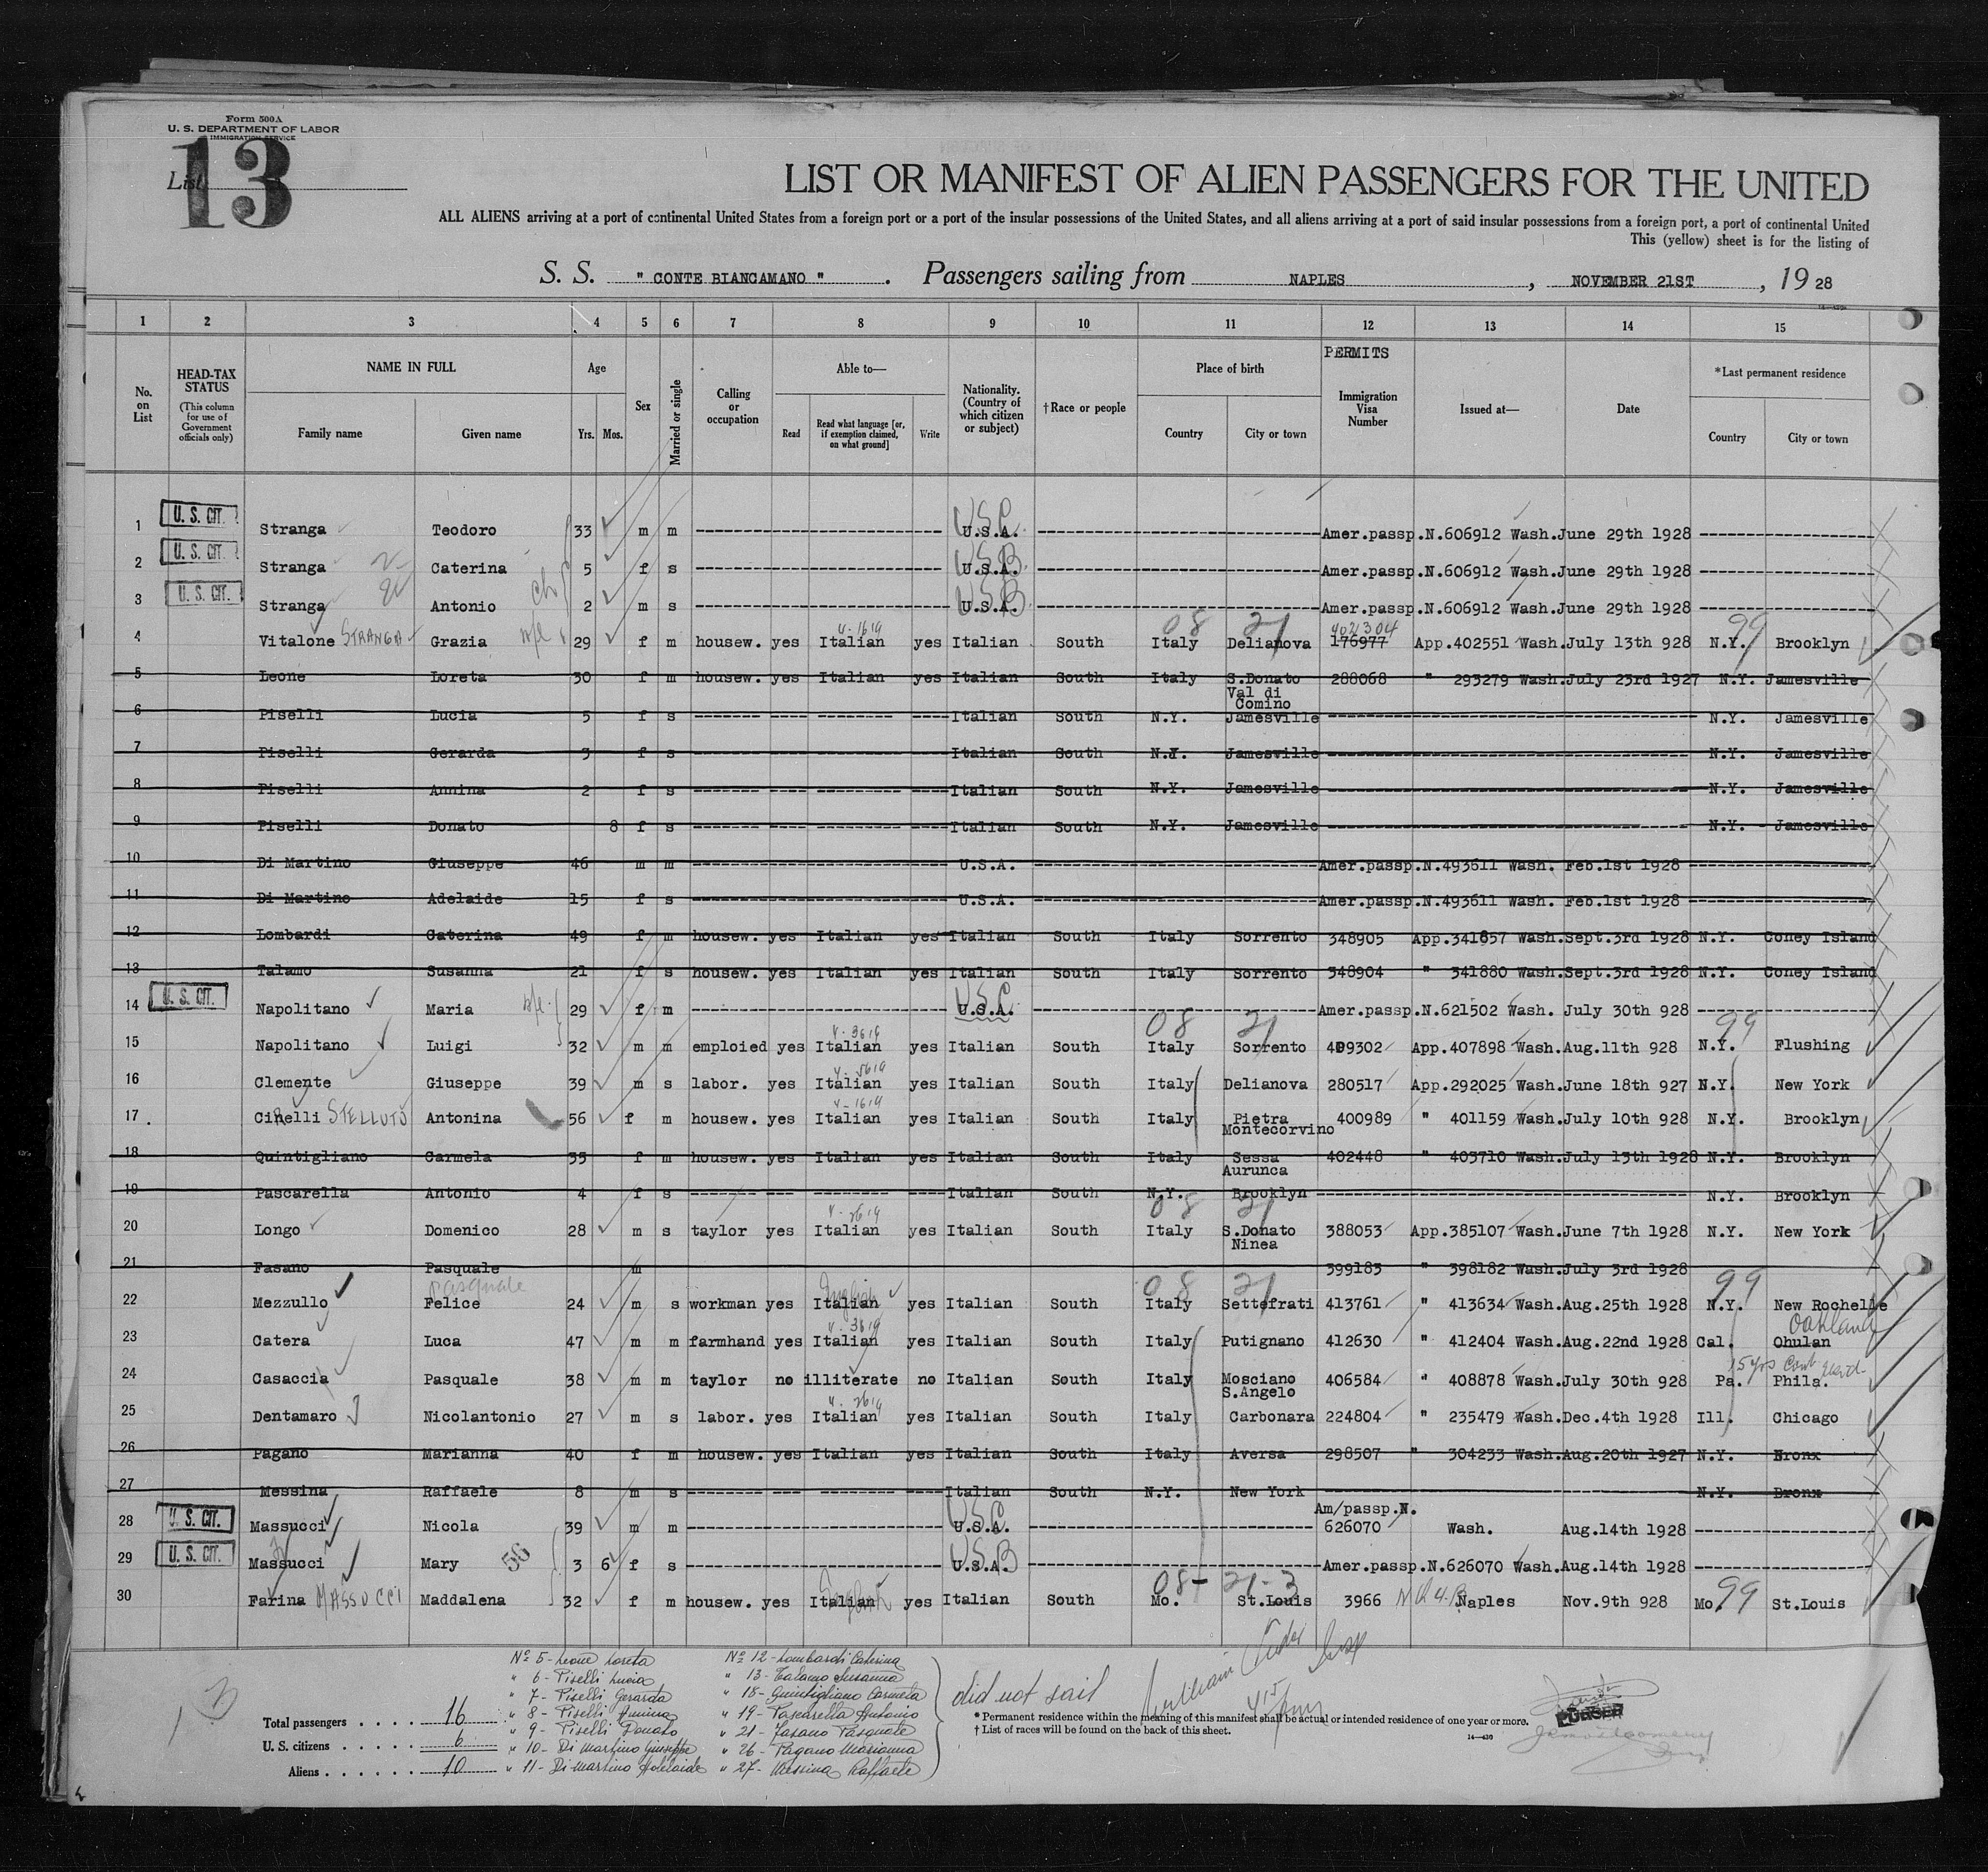 Form 500A
U. S. DEPARTMENT OF LABOR
IMMIGRATION SERVICE
List 13
LIST OR MANIFEST OF ALIEN PASSENGERS FOR THE UNITED
ALL ALIENS arriving at a port of continental United States from a foreign port or a port of the insular possessions of the United States, and all aliens arriving at a port of said insular possessions from a foreign port, a port of continental United
This (yellow) sheet is for the listing of
S. S. " CONTE BIANCAMANO " . Passengers sailing from NAPLES , NOVEMBER 21ST , 19 28
1 2 3 4 5 6 7 8 9 10 11 12 13 14 15
No. on List
HEAD-TAX STATUS (This column for use of Government officials only)
NAME IN FULL Family name Given name
Age Yrs. Mos.
Sex
Married or single
Calling or occupation
Able to— Read Read what language [or, if exemption claimed, on what ground] Write
Nationality. (Country of which citizen or subject)
†Race or people
Place of birth Country City or town
PERMITS Immigration Visa Number
Issued at—
Date
*Last permanent residence Country City or town
1 U. S. CIT. Stranga Teodoro 33 m m U.S.A. USC Amer.passp.N.606912 Wash. June 29th 1928
2 U. S. CIT. Stranga Caterina 5 f s U.S.A. USB Amer.passp.N.606912 Wash. June 29th 1928
3 U. S. CIT. Stranga Antonio 2 m s U.S.A. USB Amer.passp.N.606912 Wash. June 29th 1928
4 Vitalone STRANGA Grazia 29 f m housew. yes Italian yes Italian South Italy Delianova 176977 402304 App.402551 Wash. July 13th 928 N.Y. Brooklyn
5 Leone Loreta 30 f m housew. yes Italian yes Italian South Italy S.Donato Val di Comino 288068 " 293279 Wash. July 23rd 1927 N.Y. Jamesville
6 Piselli Lucia 5 f s Italian South N.Y. Jamesville N.Y. Jamesville
7 Piselli Gerarda 3 f s Italian South N.Y. Jamesville N.Y. Jamesville
8 Piselli Annina 2 f s Italian South N.Y. Jamesville N.Y. Jamesville
9 Piselli Donato 8 f s Italian South N.Y. Jamesville N.Y. Jamesville
10 Di Martino Giuseppe 46 m m U.S.A. Amer.passp.N.493611 Wash. Feb.1st 1928
11 Di Martino Adelaide 15 f s U.S.A. Amer.passp.N.493611 Wash. Feb.1st 1928
12 Lombardi Caterina 49 f m housew. yes Italian yes Italian South Italy Sorrento 348905 App.341857 Wash. Sept.3rd 1928 N.Y. Coney Island
13 Talamo Susanna 21 f s housew. yes Italian yes Italian South Italy Sorrento 348904 " 341880 Wash. Sept.3rd 1928 N.Y. Coney Island
14 U. S. CIT. Napolitano Maria 29 f m U.S.A. USC Amer.passp.N.621502 Wash. July 30th 928
15 Napolitano Luigi 32 m m emploied yes Italian yes Italian South Italy Sorrento 409302 App.407898 Wash. Aug.11th 928 N.Y. Flushing
16 Clemente Giuseppe 39 m s labor. yes Italian yes Italian South Italy Delianova 280517 App.292025 Wash. June 18th 927 N.Y. New York
17 Cirelli STELLUTO Antonina 56 f m housew. yes Italian yes Italian South Italy Pietra Montecorvino 400989 " 401159 Wash. July 10th 928 N.Y. Brooklyn
18 Quintigliano Carmela 35 f m housew. yes Italian yes Italian South Italy Sessa Aurunca 402448 " 403710 Wash. July 13th 1928 N.Y. Brooklyn
19 Pascarella Antonio 4 f s Italian South N.Y. Brooklyn N.Y. Brooklyn
20 Longo Domenico 28 m s taylor yes Italian yes Italian South Italy S.Donato Ninea 388053 App.385107 Wash. June 7th 1928 N.Y. New York
21 Fasano Pasquale m 399183 " 398182 Wash. July 3rd 1928
22 Mezzullo Felice Pasquale 24 m s workman yes Italian English yes Italian South Italy Settefrati 413761 " 413634 Wash. Aug.25th 1928 N.Y. New Rochelle
23 Catera Luca 47 m m farmhand yes Italian yes Italian South Italy Putignano 412630 " 412404 Wash. Aug.22nd 1928 Cal. Ohulan Oakland
24 Casaccia Pasquale 38 m m taylor no illiterate no Italian South Italy Mosciano S.Angelo 406584 " 408878 Wash. July 30th 928 Pa. Phila.
25 Dentamaro Nicolantonio 27 m s labor. yes Italian yes Italian South Italy Carbonara 224804 " 235479 Wash. Dec.4th 1928 Ill. Chicago
26 Pagano Marianna 40 f m housew. yes Italian yes Italian South Italy Aversa 298507 " 304233 Wash. Aug.20th 1927 N.Y. Bronx
27 Messina Raffaele 8 m s Italian South N.Y. New York N.Y. Bronx
28 U. S. CIT. Massucci Nicola 39 m m U.S.A. USC Am/passp.N. 626070 Wash. Aug.14th 1928
29 U. S. CIT. Massucci Mary 56 3 6 f s U.S.A. USB Amer.passp.N.626070 Wash. Aug.14th 1928
30 Farina MASSUCCI Maddalena 32 f m housew. yes Italian English yes Italian South Mo. St.Louis 3966 Naples Nov.9th 928 Mo. St.Louis
Nº 5 - Leone Loreta Nº 12 - Lombardi Caterina
" 6 - Piselli Lucia " 13 - Talamo Susanna
" 7 - Piselli Gerarda " 18 - Quintigliano Carmela
" 8 - Piselli Annina " 19 - Pascarella Antonio
" 9 - Piselli Donato " 21 - Fasano Pasquale
" 10 - Di Martino Giuseppe " 26 - Pagano Marianna
" 11 - Di Martino Adelaide " 27 - Messina Raffaele
did not sail
Total passengers . . . . 16
U. S. citizens . . . . . 6
Aliens . . . . . . 10
* Permanent residence within the meaning of this manifest shall be actual or intended residence of one year or more.
† List of races will be found on the back of this sheet.
14—430